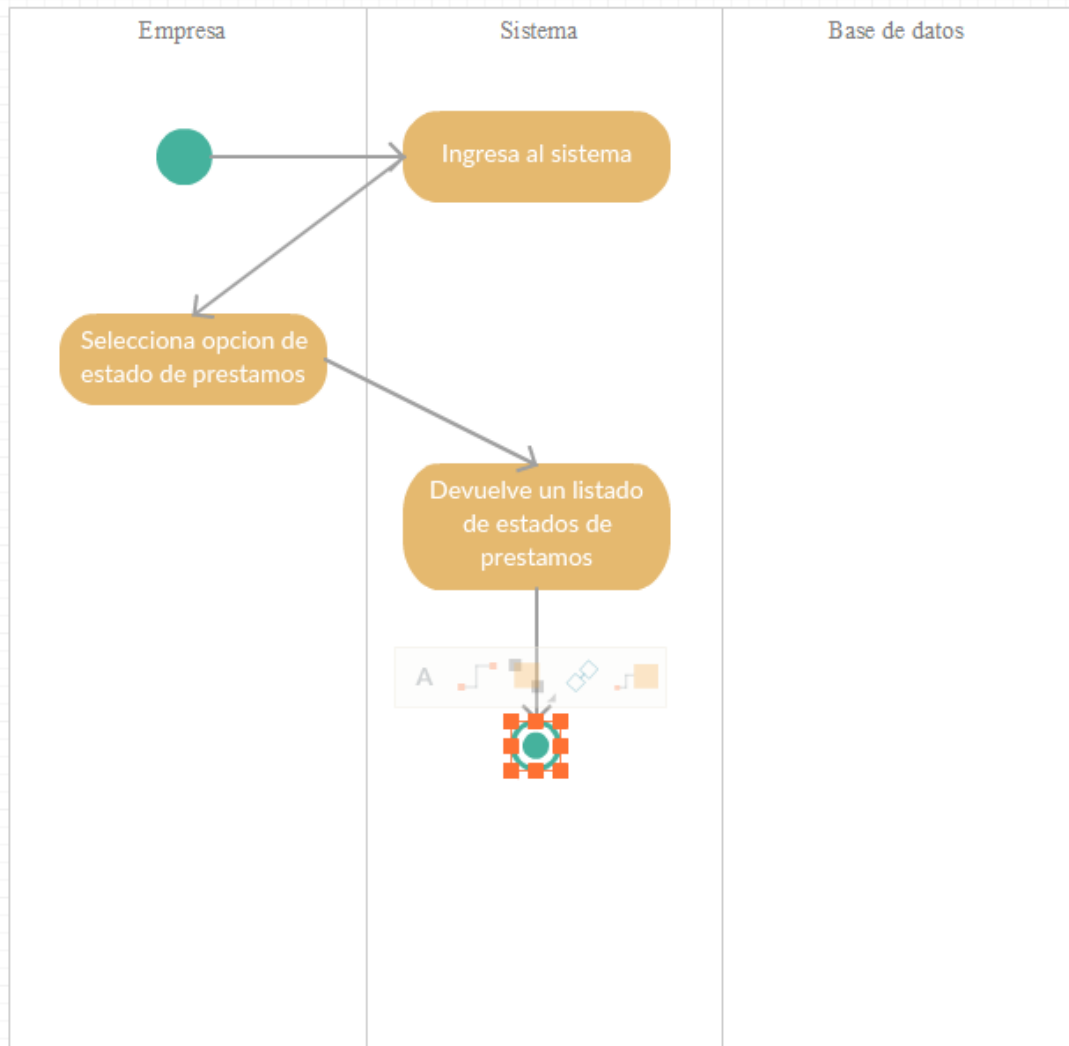 Empresa
Sistema
Base de datos
Ingresa al sistema
Selecciona opcion de
estado de prestamos
Devuelve un listado
de estados de
prestamos
A